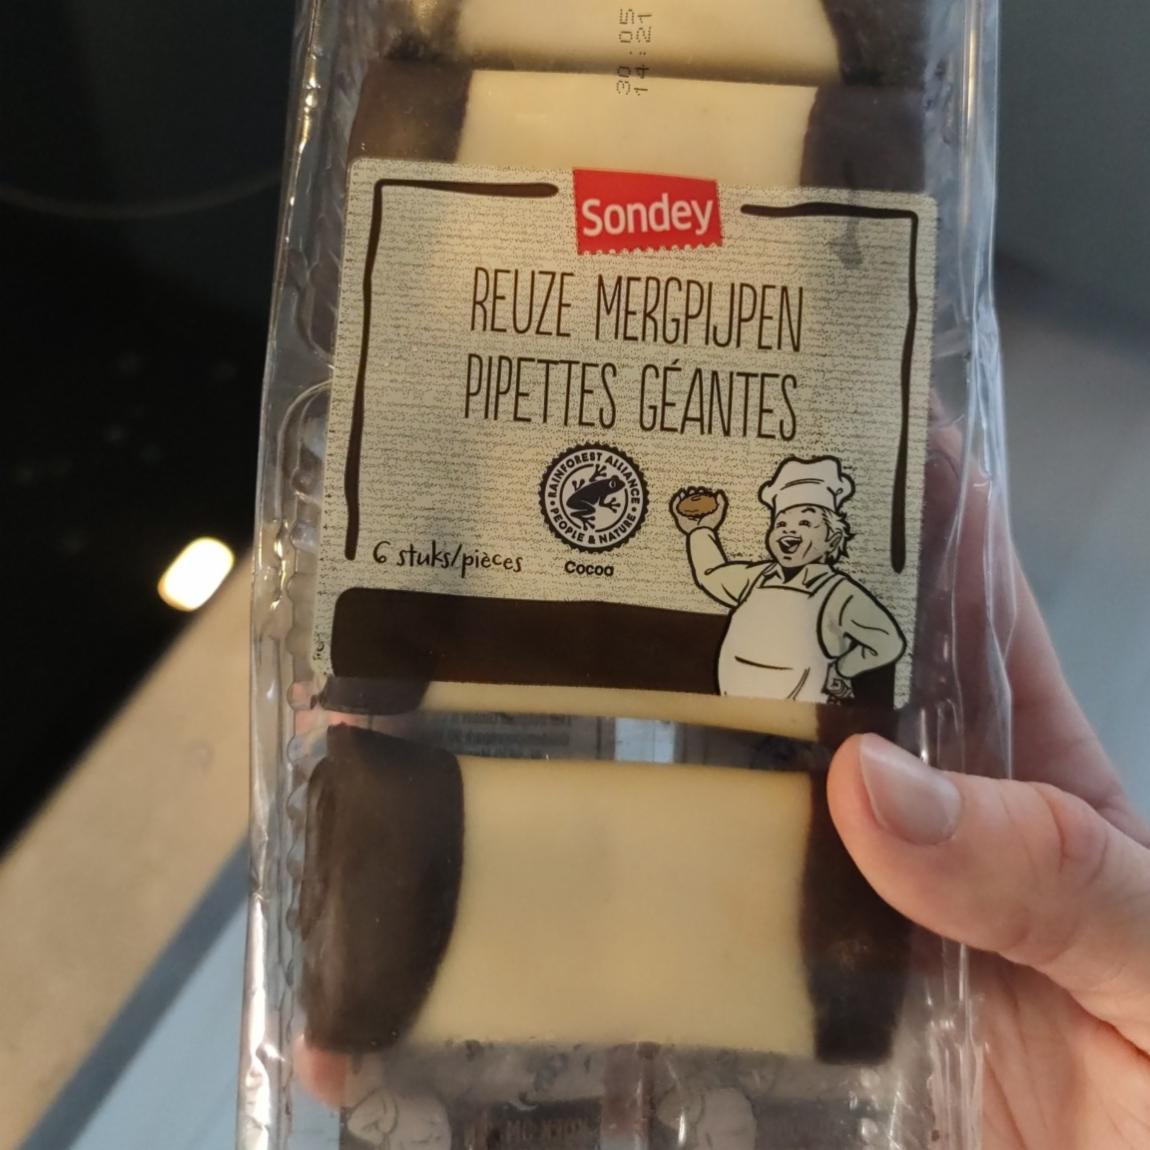 30:05
14:21
Sondey
REUZE MERGPIJPEN
PIPETTES GÉANTES
RAINFOREST ALLIANCE
• PEOPLE & NATURE •
6 stuks/pièces
Cocoa